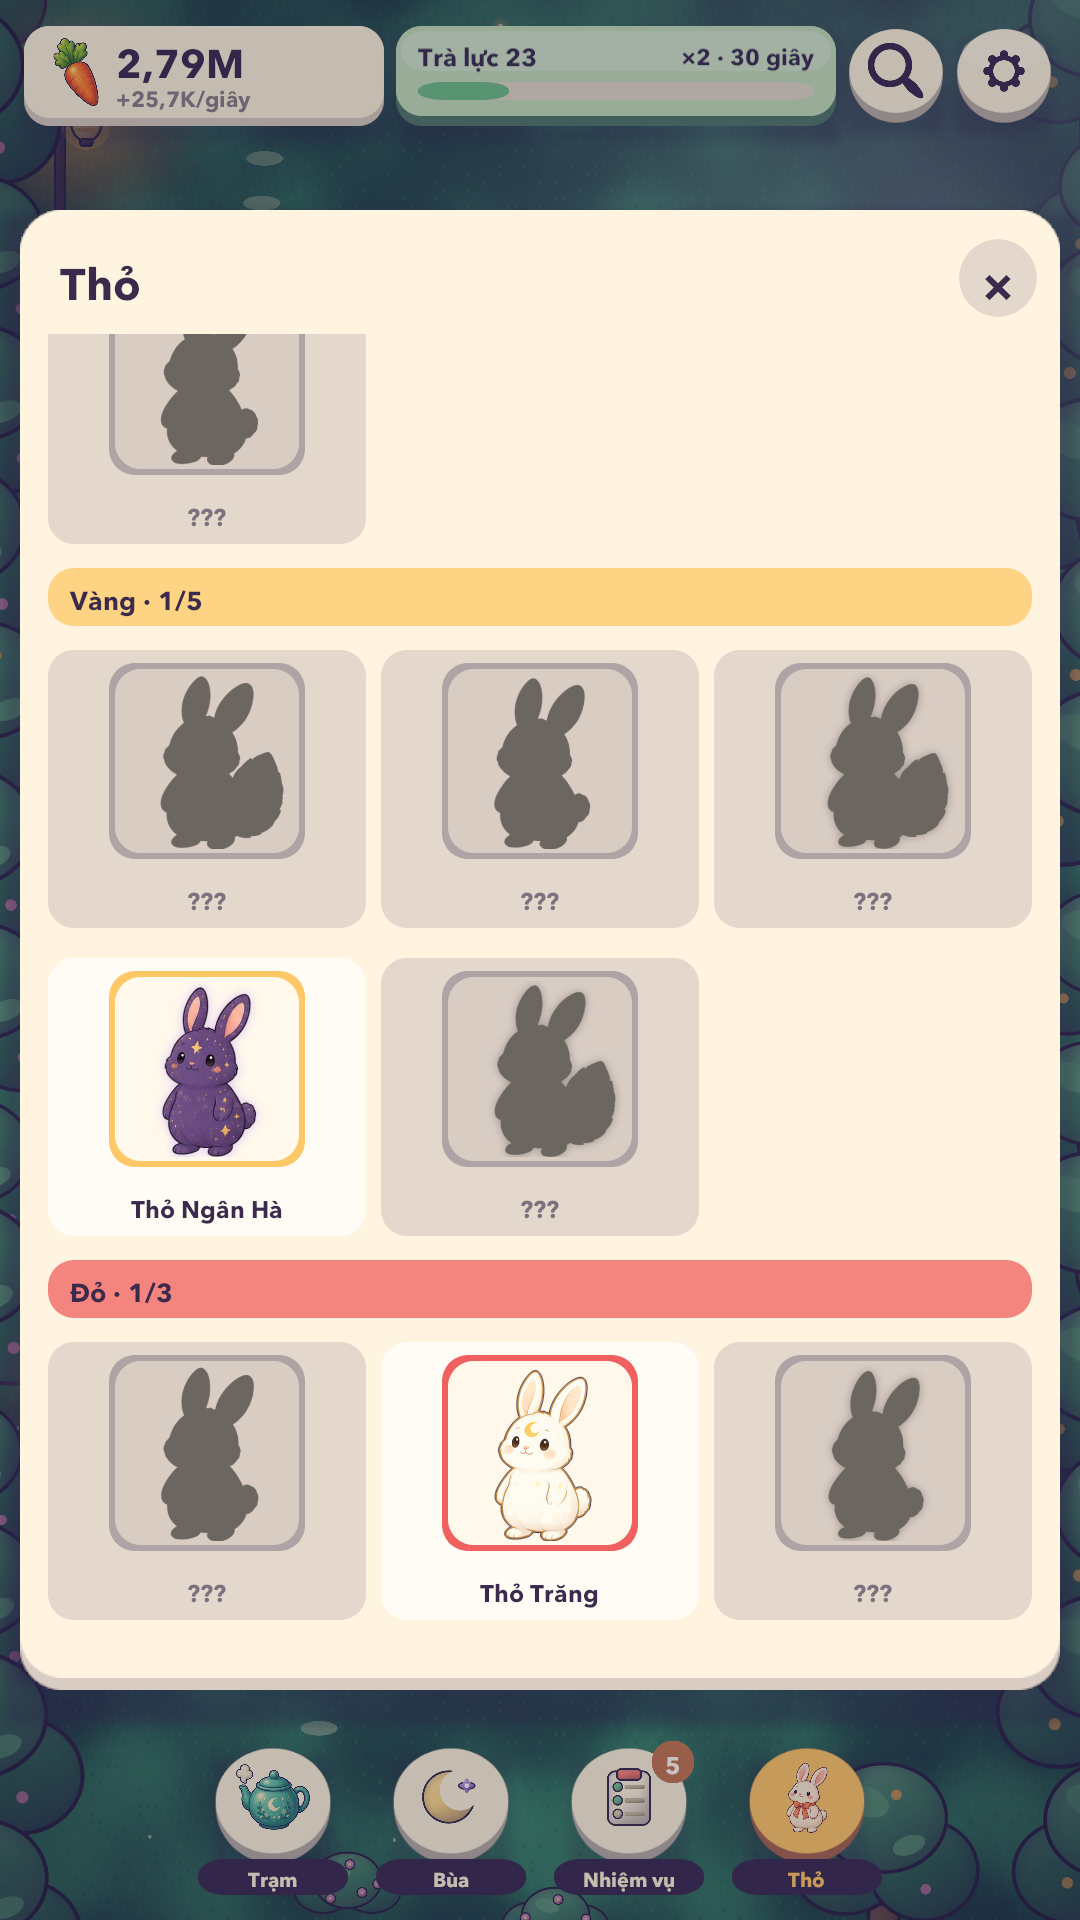 2,79M
+25,7K/giây
Trà lực 23
×2 · 30 giây
Thỏ
×
???
Vàng · 1/5
???
???
???
Thỏ Ngân Hà
???
Đỏ · 1/3
???
Thỏ Trăng
???
5
Trạm
Bùa
Nhiệm vụ
Thỏ